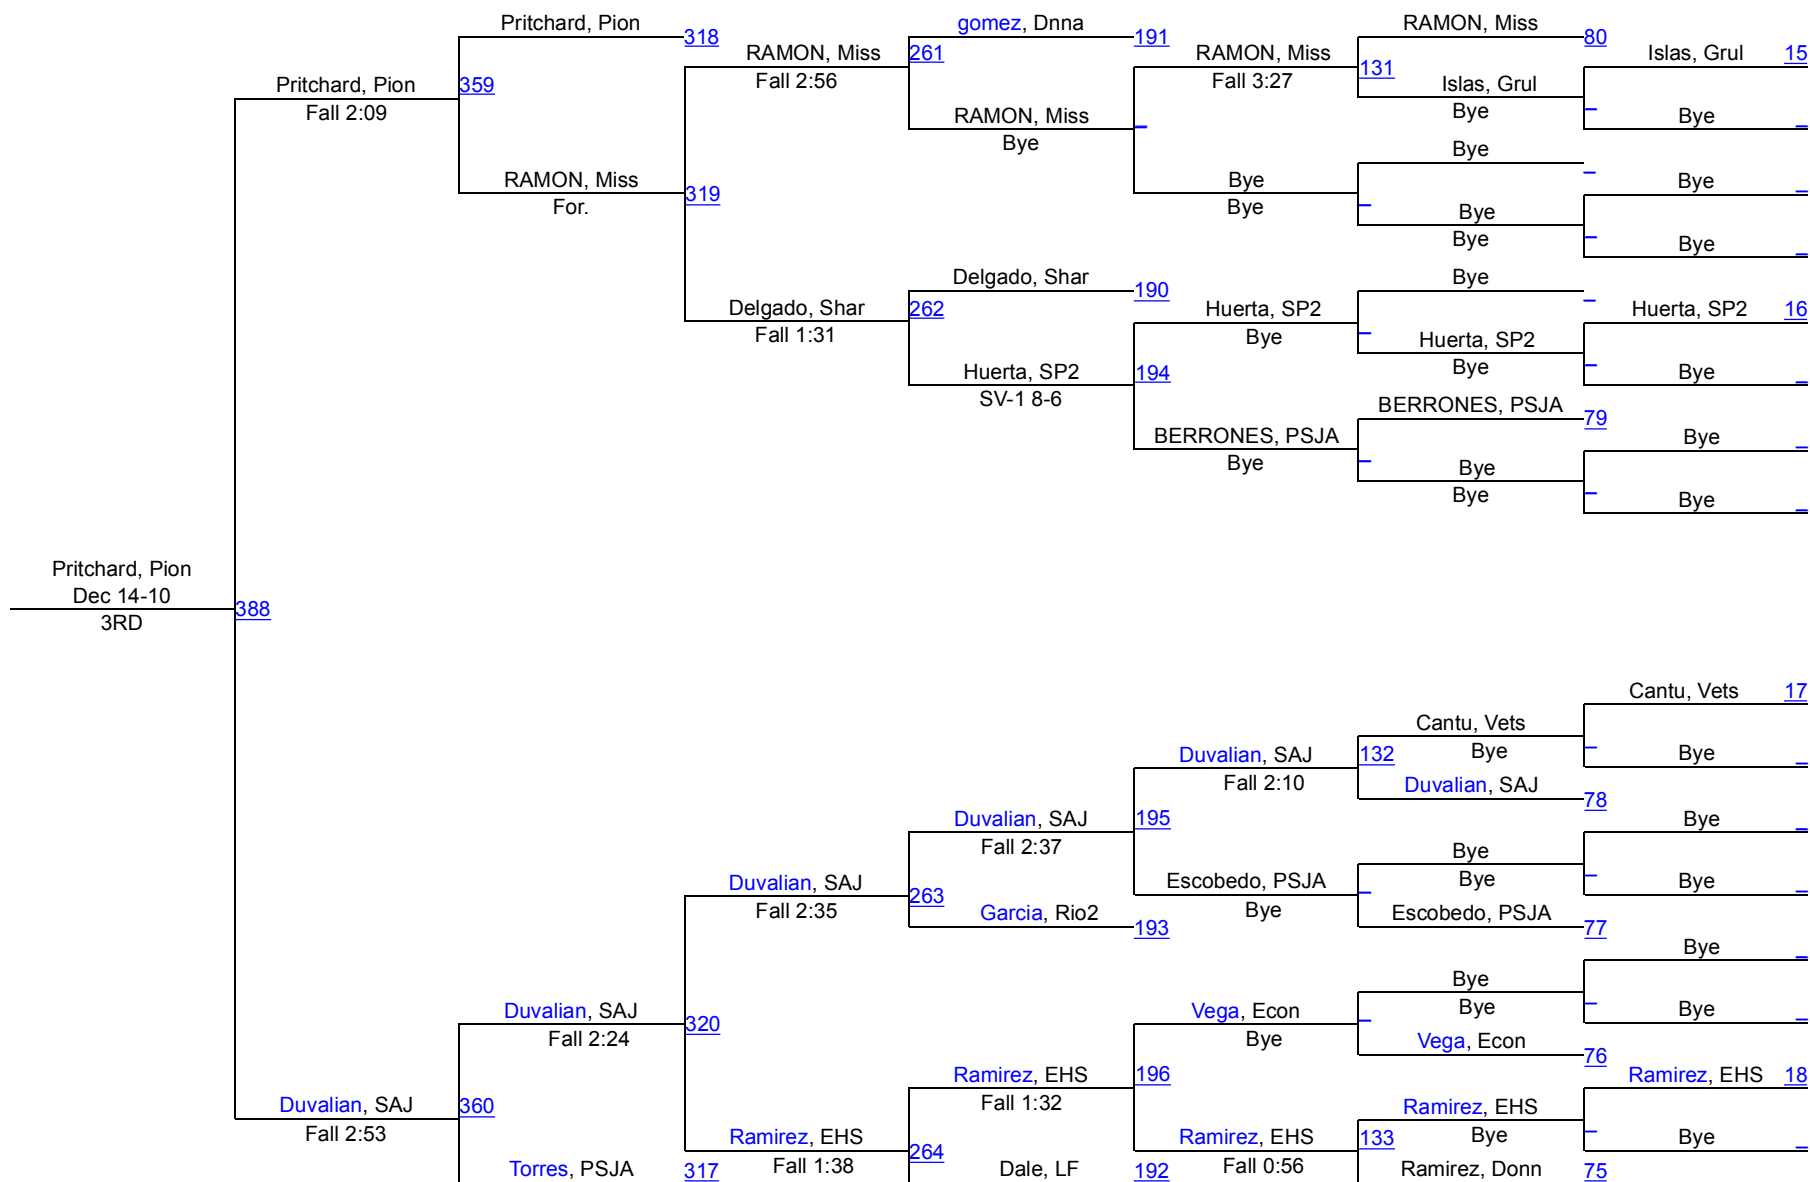 Pritchard, Pion
318
gomez, Dnna
191
RAMON, Miss
80
RAMON, Miss
261
RAMON, Miss
Islas, Grul
15
Fall 2:56
Fall 3:27
131
Islas, Grul
Pritchard, Pion
359
Bye
Fall 2:09
RAMON, Miss
Bye
Bye
Bye
RAMON, Miss
319
Bye
Bye
For.
Bye
Bye
Bye
Bye
Delgado, Shar
190
Bye
Delgado, Shar
262
Huerta, SP2
Huerta, SP2
16
Fall 1:31
Bye
Huerta, SP2
Huerta, SP2
194
Bye
Bye
SV-1 8-6
BERRONES, PSJA
79
BERRONES, PSJA
Bye
Bye
Bye
Bye
Bye
Pritchard, Pion
Dec 14-10
388
3RD
Cantu, Vets
17
Cantu, Vets
Duvalian, SAJ
132
Bye
Bye
Fall 2:10
Duvalian, SAJ
78
Duvalian, SAJ
195
Bye
Fall 2:37
Bye
Duvalian, SAJ
263
Escobedo, PSJA
Bye
Bye
Fall 2:35
Garcia, Rio2
193
Bye
Escobedo, PSJA
77
Bye
Bye
Duvalian, SAJ
320
Vega, Econ
Bye
Bye
Fall 2:24
Bye
Vega, Econ
76
Ramirez, EHS
196
Ramirez, EHS
18
Fall 1:32
Duvalian, SAJ
360
Ramirez, EHS
Fall 2:53
Ramirez, EHS
264
Ramirez, EHS
133
Bye
Bye
Torres, PSJA
317
Fall 1:38
Dale, LF
192
Fall 0:56
Ramirez, Donn
75